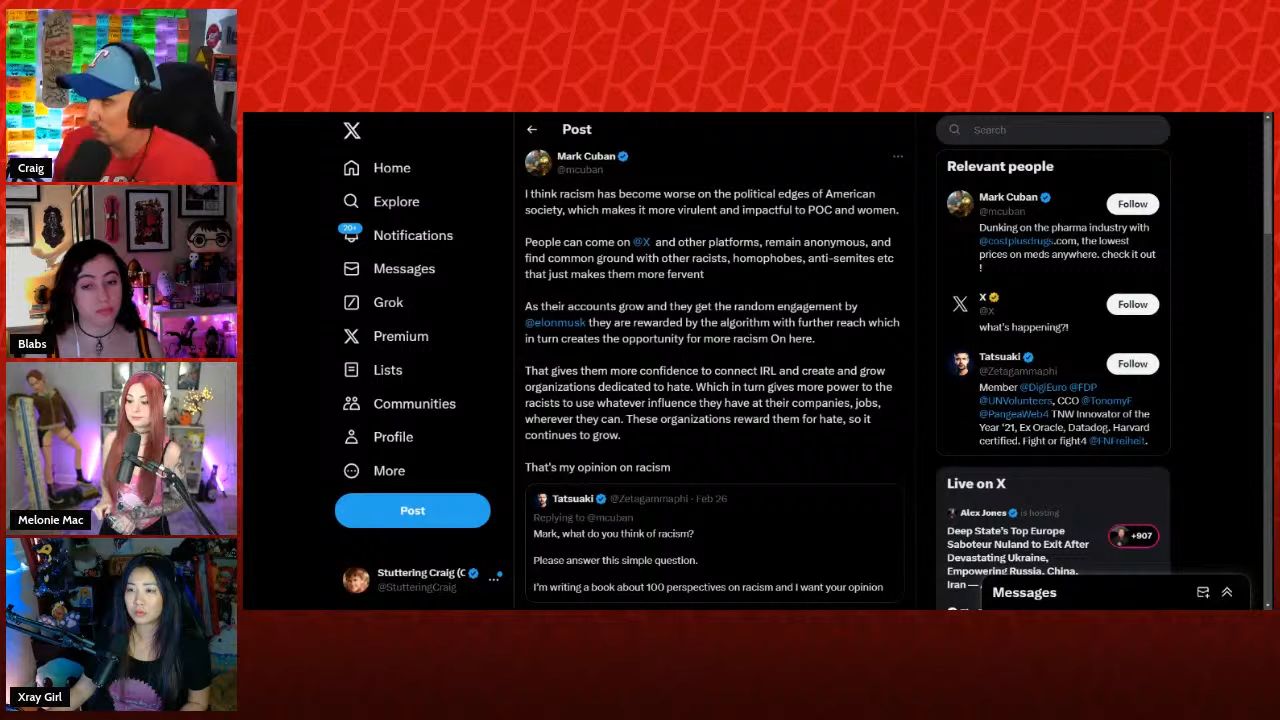 Craig
Blabs
Melonie Mac
Xray Girl
X
Home
Explore
20+
Notifications
Messages
Grok
Premium
Lists
Communities
Profile
More
Post
Stuttering Craig (C
@StutteringCraig
Post
Mark Cuban
@mcuban
I think racism has become worse on the political edges of American
society, which makes it more virulent and impactful to POC and women.
People can come on @X and other platforms, remain anonymous, and
find common ground with other racists, homophobes, anti-semites etc
that just makes them more fervent
As their accounts grow and they get the random engagement by
@elonmusk they are rewarded by the algorithm with further reach which
in turn creates the opportunity for more racism On here.
That gives them more confidence to connect IRL and create and grow
organizations dedicated to hate. Which in turn gives more power to the
racists to use whatever influence they have at their companies, jobs,
wherever they can. These organizations reward them for hate, so it
continues to grow.
That's my opinion on racism
Tatsuaki @Zetagammaphi · Feb 26
Replying to @mcuban
Mark, what do you think of racism?
Please answer this simple question.
I'm writing a book about 100 perspectives on racism and I want your opinion
Search
Relevant people
Mark Cuban
@mcuban
Follow
Dunking on the pharma industry with
@costplusdrugs.com, the lowest
prices on meds anywhere. check it out
!
X
@X
Follow
what's happening?!
Tatsuaki
@Zetagammaphi
Follow
Member @DigiEuro @FDP
@UNVolunteers, CCO @TonomyF
@PangeaWeb4 TNW Innovator of the
Year '21, Ex Oracle, Datadog. Harvard
certified. Fight or fight4 @FNFreiheit.
Live on X
Alex Jones is hosting
Deep State's Top Europe
Saboteur Nuland to Exit After
Devastating Ukraine,
Empowering Russia, China,
Iran —
+907
Messages